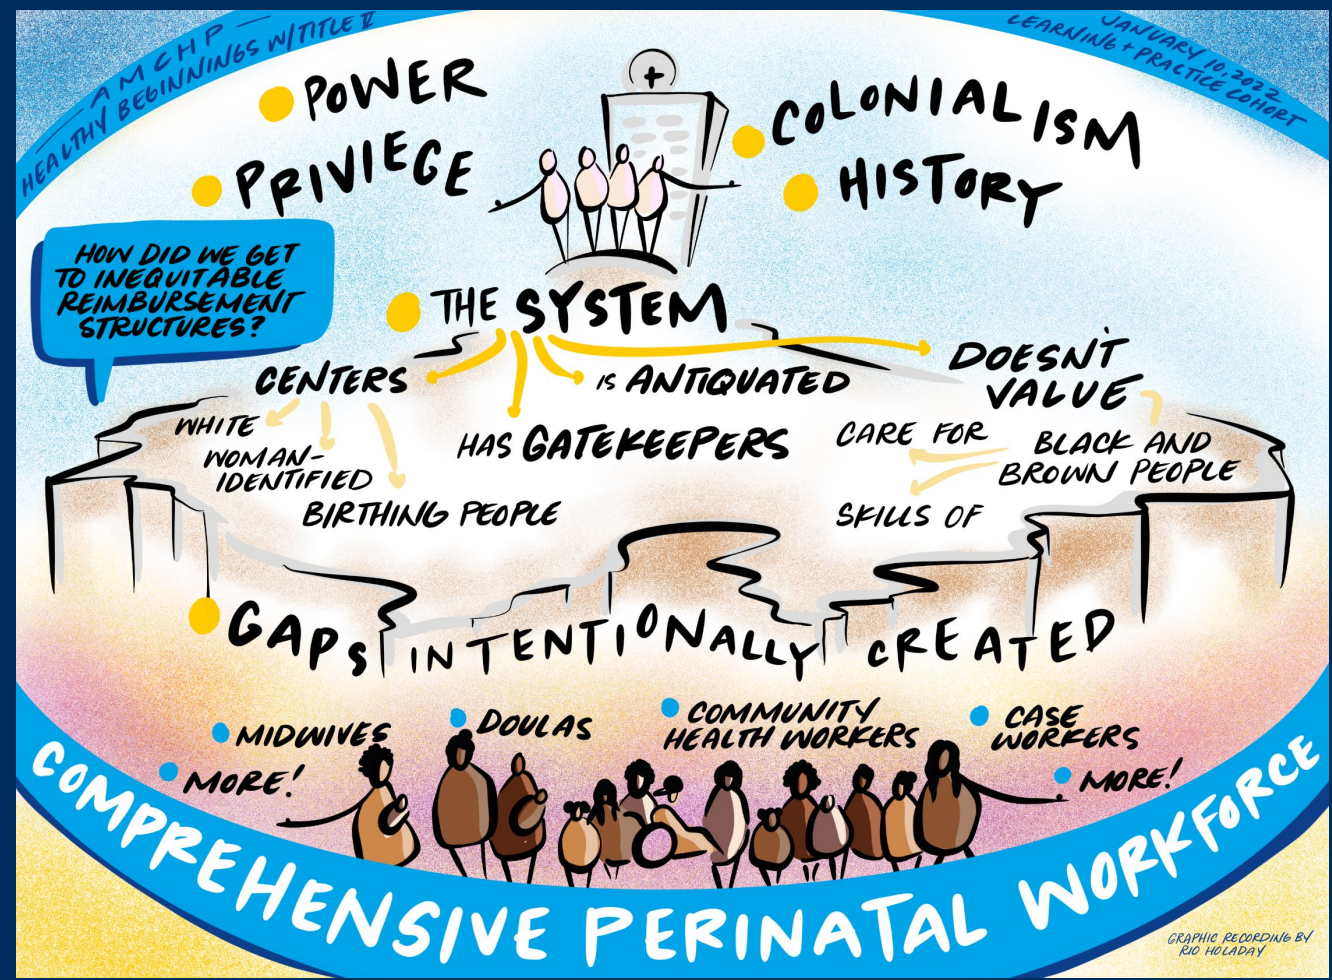 AMCHP
HEALTHY BEGINNINGS W/TITLE V
JANUARY 10, 2022
LEARNING + PRACTICE COHORT
POWER
PRIVIEGE
COLONIALISM
HISTORY
HOW DID WE GET
TO INEQUITABLE
REIMBURSEMENT
STRUCTURES?
THE SYSTEM
CENTERS
WHITE
WOMAN-
IDENTIFIED
BIRTHING PEOPLE
HAS GATEKEEPERS
IS ANTIQUATED
DOESN'T
VALUE
CARE FOR
SKILLS OF
BLACK AND
BROWN PEOPLE
GAPS INTENTIONALLY CREATED
MIDWIVES
MORE!
DOULAS
COMMUNITY
HEALTH WORKERS
CASE
WORKERS
MORE!
COMPREHENSIVE PERINATAL WORKFORCE
GRAPHIC RECORDING BY
RIO HOLADAY